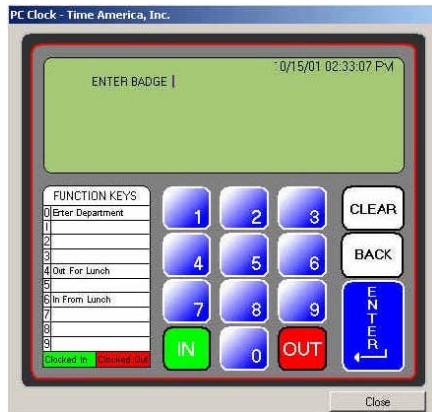 PC Clock - Time America, Inc.
10/15/01 02:33:07 PM
ENTER BADGE
FUNCTION KEYS
0 Enter Department
1
2
3
4 Out For Lunch
5
6 In From Lunch
7
8
9
Clocked In Clocked Out
1 2 3 CLEAR
4 5 6 BACK
7 8 9 ENTER
IN 0 OUT
Close